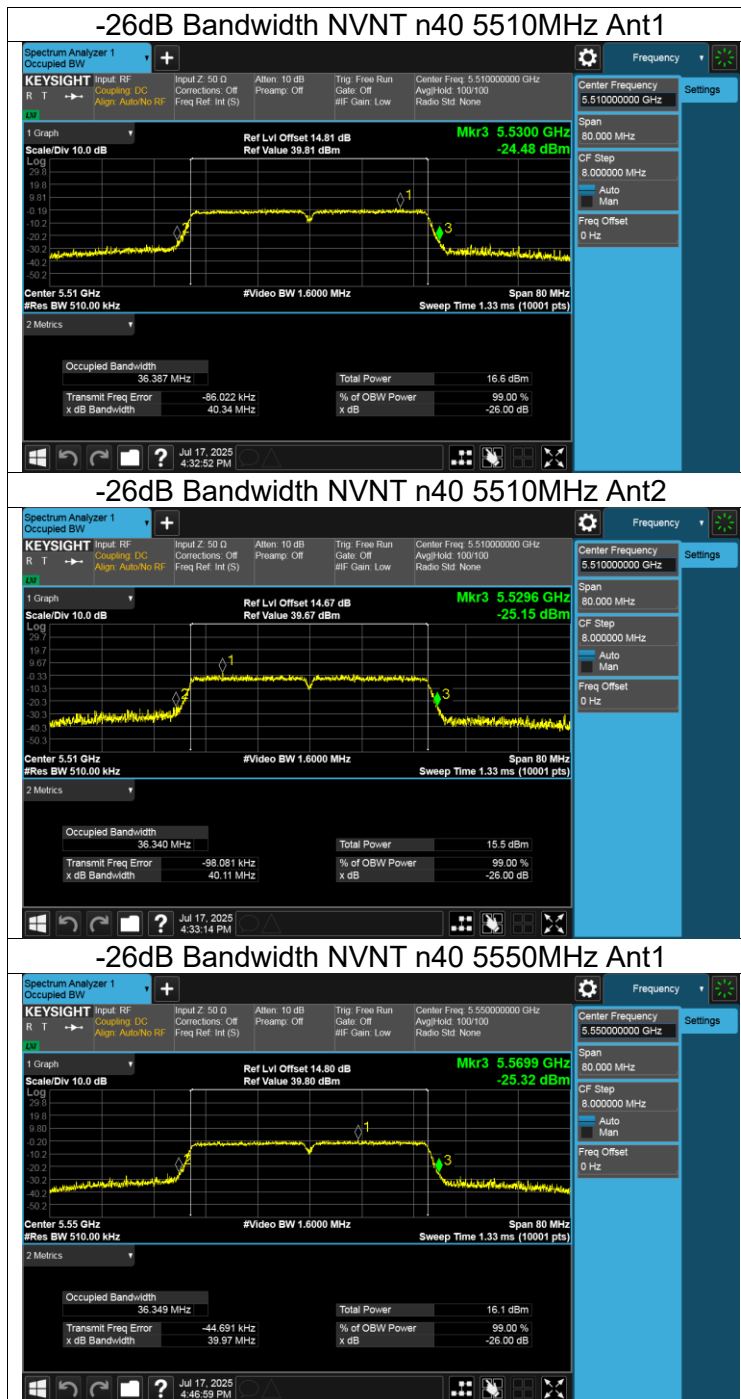 -26dB Bandwidth NVNT n40 5510MHz Ant1
Spectrum Analyzer 1
Occupied BW
+
Frequency
KEYSIGHT Input: RF Input Z: 50 Ω Atten: 10 dB Trig: Free Run Center Freq: 5.510000000 GHz
R T Coupling: DC Corrections: Off Preamp: Off Gate: Off Avg|Hold: 100/100
Align: Auto/No RF Freq Ref: Int (S) #IF Gain: Low Radio Std: None
LXI
Center Frequency
5.510000000 GHz
Settings
Span
80.000 MHz
CF Step
8.000000 MHz
Auto
Man
Freq Offset
0 Hz
1 Graph
Ref Lvl Offset 14.81 dB
Mkr3 5.5300 GHz
Scale/Div 10.0 dB
Ref Value 39.81 dBm
-24.48 dBm
Log
29.8
19.8
9.81
-0.19
-10.2
-20.2
-30.2
-40.2
-50.2
1
2
3
Center 5.51 GHz #Video BW 1.6000 MHz Span 80 MHz
#Res BW 510.00 kHz Sweep Time 1.33 ms (10001 pts)
2 Metrics
Occupied Bandwidth
36.387 MHz
Total Power 16.6 dBm
Transmit Freq Error -86.022 kHz % of OBW Power 99.00 %
x dB Bandwidth 40.34 MHz x dB -26.00 dB
?
Jul 17, 2025
4:32:52 PM
-26dB Bandwidth NVNT n40 5510MHz Ant2
Spectrum Analyzer 1
Occupied BW
+
Frequency
KEYSIGHT Input: RF Input Z: 50 Ω Atten: 10 dB Trig: Free Run Center Freq: 5.510000000 GHz
R T Coupling: DC Corrections: Off Preamp: Off Gate: Off Avg|Hold: 100/100
Align: Auto/No RF Freq Ref: Int (S) #IF Gain: Low Radio Std: None
LXI
Center Frequency
5.510000000 GHz
Settings
Span
80.000 MHz
CF Step
8.000000 MHz
Auto
Man
Freq Offset
0 Hz
1 Graph
Ref Lvl Offset 14.67 dB
Mkr3 5.5296 GHz
Scale/Div 10.0 dB
Ref Value 39.67 dBm
-25.15 dBm
Log
29.7
19.7
9.67
-0.33
-10.3
-20.3
-30.3
-40.3
-50.3
1
2
3
Center 5.51 GHz #Video BW 1.6000 MHz Span 80 MHz
#Res BW 510.00 kHz Sweep Time 1.33 ms (10001 pts)
2 Metrics
Occupied Bandwidth
36.340 MHz
Total Power 15.5 dBm
Transmit Freq Error -98.081 kHz % of OBW Power 99.00 %
x dB Bandwidth 40.11 MHz x dB -26.00 dB
?
Jul 17, 2025
4:33:14 PM
-26dB Bandwidth NVNT n40 5550MHz Ant1
Spectrum Analyzer 1
Occupied BW
+
Frequency
KEYSIGHT Input: RF Input Z: 50 Ω Atten: 10 dB Trig: Free Run Center Freq: 5.550000000 GHz
R T Coupling: DC Corrections: Off Preamp: Off Gate: Off Avg|Hold: 100/100
Align: Auto/No RF Freq Ref: Int (S) #IF Gain: Low Radio Std: None
LXI
Center Frequency
5.550000000 GHz
Settings
Span
80.000 MHz
CF Step
8.000000 MHz
Auto
Man
Freq Offset
0 Hz
1 Graph
Ref Lvl Offset 14.80 dB
Mkr3 5.5699 GHz
Scale/Div 10.0 dB
Ref Value 39.80 dBm
-25.32 dBm
Log
29.8
19.8
9.80
-0.20
-10.2
-20.2
-30.2
-40.2
-50.2
1
2
3
Center 5.55 GHz #Video BW 1.6000 MHz Span 80 MHz
#Res BW 510.00 kHz Sweep Time 1.33 ms (10001 pts)
2 Metrics
Occupied Bandwidth
36.349 MHz
Total Power 16.1 dBm
Transmit Freq Error -44.691 kHz % of OBW Power 99.00 %
x dB Bandwidth 39.97 MHz x dB -26.00 dB
?
Jul 17, 2025
4:46:59 PM